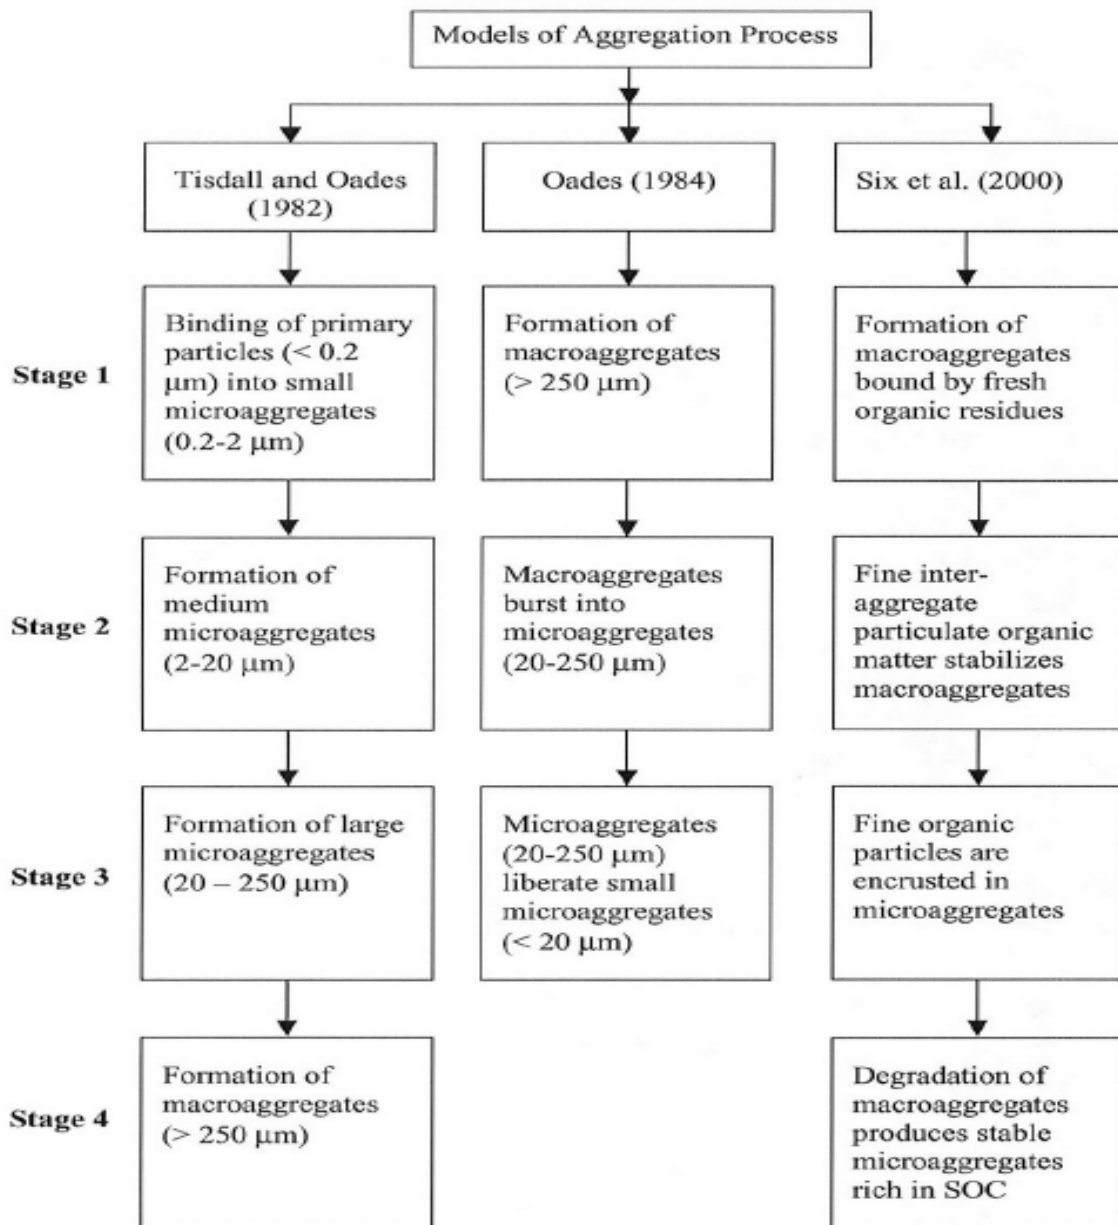 Models of Aggregation Process
Tisdall and Oades
(1982)
Oades (1984)
Six et al. (2000)
Stage 1
Binding of primary
particles (< 0.2
μm) into small
microaggregates
(0.2-2 μm)
Formation of
macroaggregates
(> 250 μm)
Formation of
macroaggregates
bound by fresh
organic residues
Stage 2
Formation of
medium
microaggregates
(2-20 μm)
Macroaggregates
burst into
microaggregates
(20-250 μm)
Fine inter-
aggregate
particulate organic
matter stabilizes
macroaggregates
Stage 3
Formation of large
microaggregates
(20 – 250 μm)
Microaggregates
(20-250 μm)
liberate small
microaggregates
(< 20 μm)
Fine organic
particles are
encrusted in
microaggregates
Stage 4
Formation of
macroaggregates
(> 250 μm)
Degradation of
macroaggregates
produces stable
microaggregates
rich in SOC